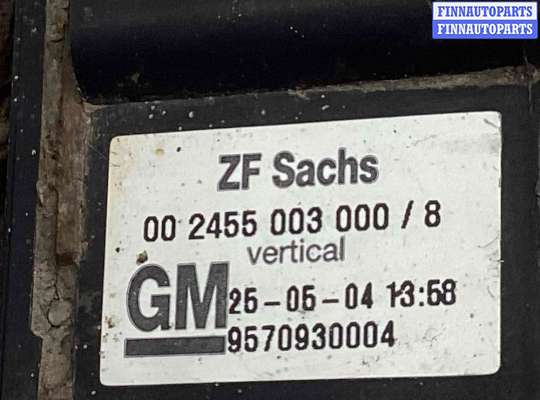 FINNAUTOPARTS
FINNAUTOPARTS
ZF Sachs
00 2455 003 000 / 8
vertical
GM
25-05-04 13:58
9570930004